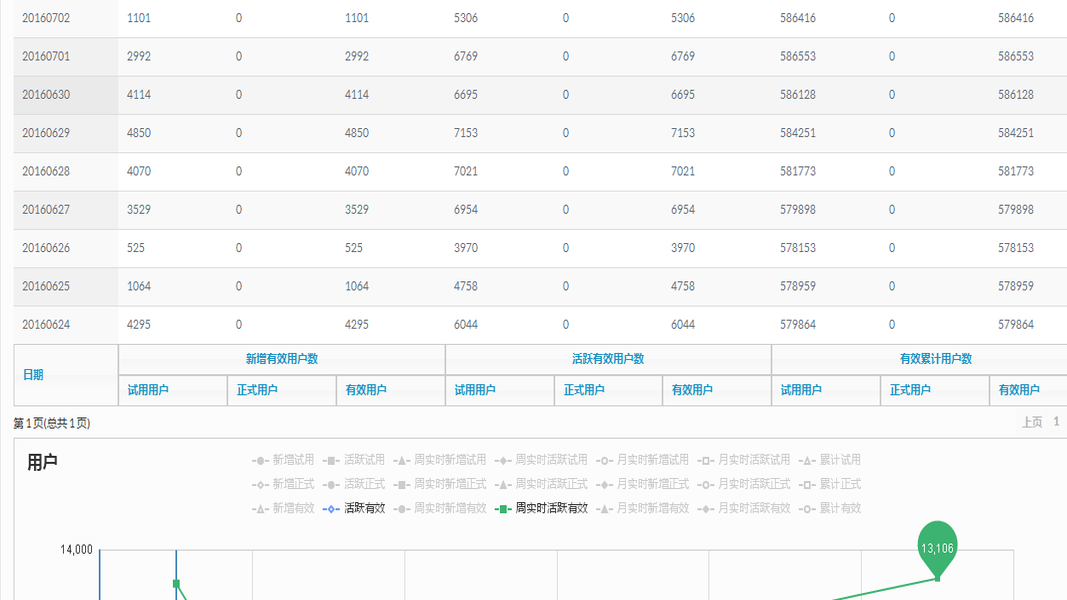 20160702 1101 0 1101 5306 0 5306 586416 0 586416
20160701 2992 0 2992 6769 0 6769 586553 0 586553
20160630 4114 0 4114 6695 0 6695 586128 0 586128
20160629 4850 0 4850 7153 0 7153 584251 0 584251
20160628 4070 0 4070 7021 0 7021 581773 0 581773
20160627 3529 0 3529 6954 0 6954 579898 0 579898
20160626 525 0 525 3970 0 3970 578153 0 578153
20160625 1064 0 1064 4758 0 4758 578959 0 578959
20160624 4295 0 4295 6044 0 6044 579864 0 579864
日期 新增有效用户数 活跃有效用户数 有效累计用户数
试用用户 正式用户 有效用户 试用用户 正式用户 有效用户 试用用户 正式用户 有效用户
第1页(总共1页) 上页 1
用户
新增试用 活跃试用 周实时新增试用 周实时活跃试用 月实时新增试用 月实时活跃试用 累计试用
新增正式 活跃正式 周实时新增正式 周实时活跃正式 月实时新增正式 月实时活跃正式 累计正式
新增有效 活跃有效 周实时新增有效 周实时活跃有效 月实时新增有效 月实时活跃有效 累计有效
14,000 13,106